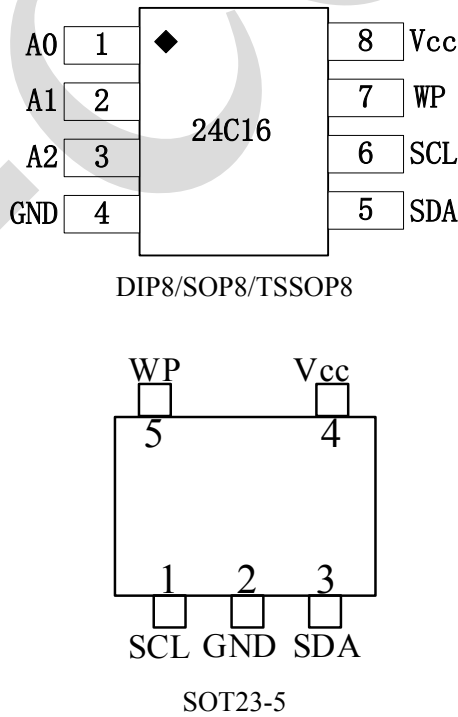 A0 1 8 Vcc
A1 2 7 WP
24C16
A2 3 6 SCL
GND 4 5 SDA
DIP8/SOP8/TSSOP8
WP Vcc
5 4
1 2 3
SCL GND SDA
SOT23-5